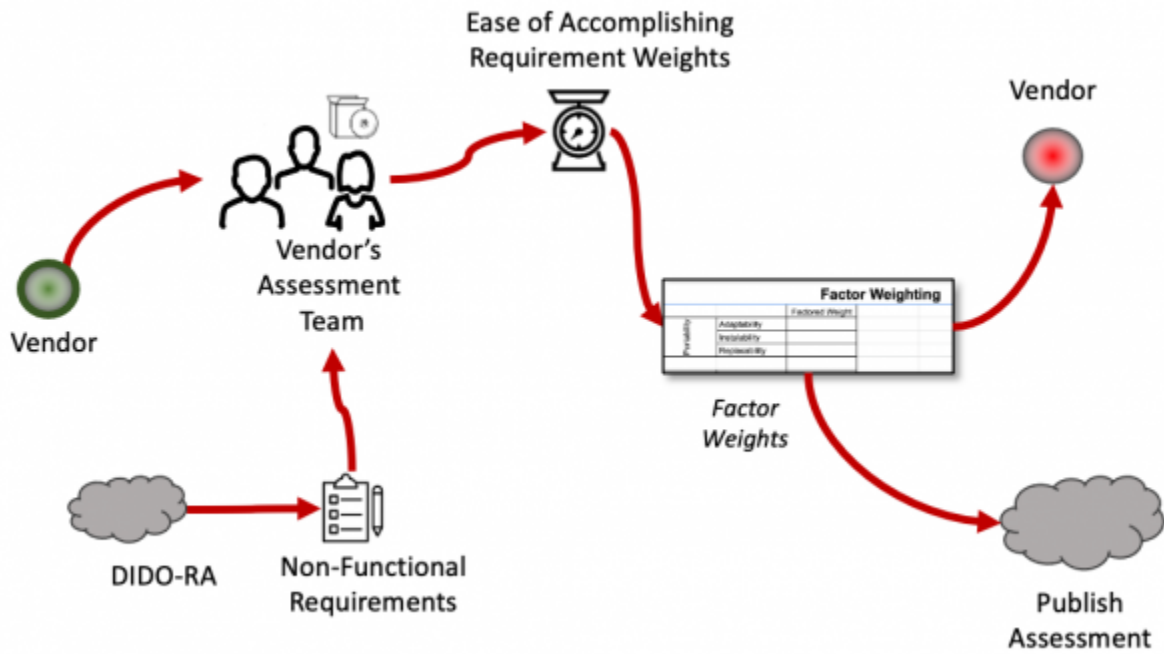 Ease of Accomplishing
Requirement Weights
Vendor
Vendor's
Assessment
Team
Vendor
Factor Weighting
Factored Weight
Portability
Adaptability
Instalability
Replaceability
Factor
Weights
DIDO-RA
Non-Functional
Requirements
Publish
Assessment